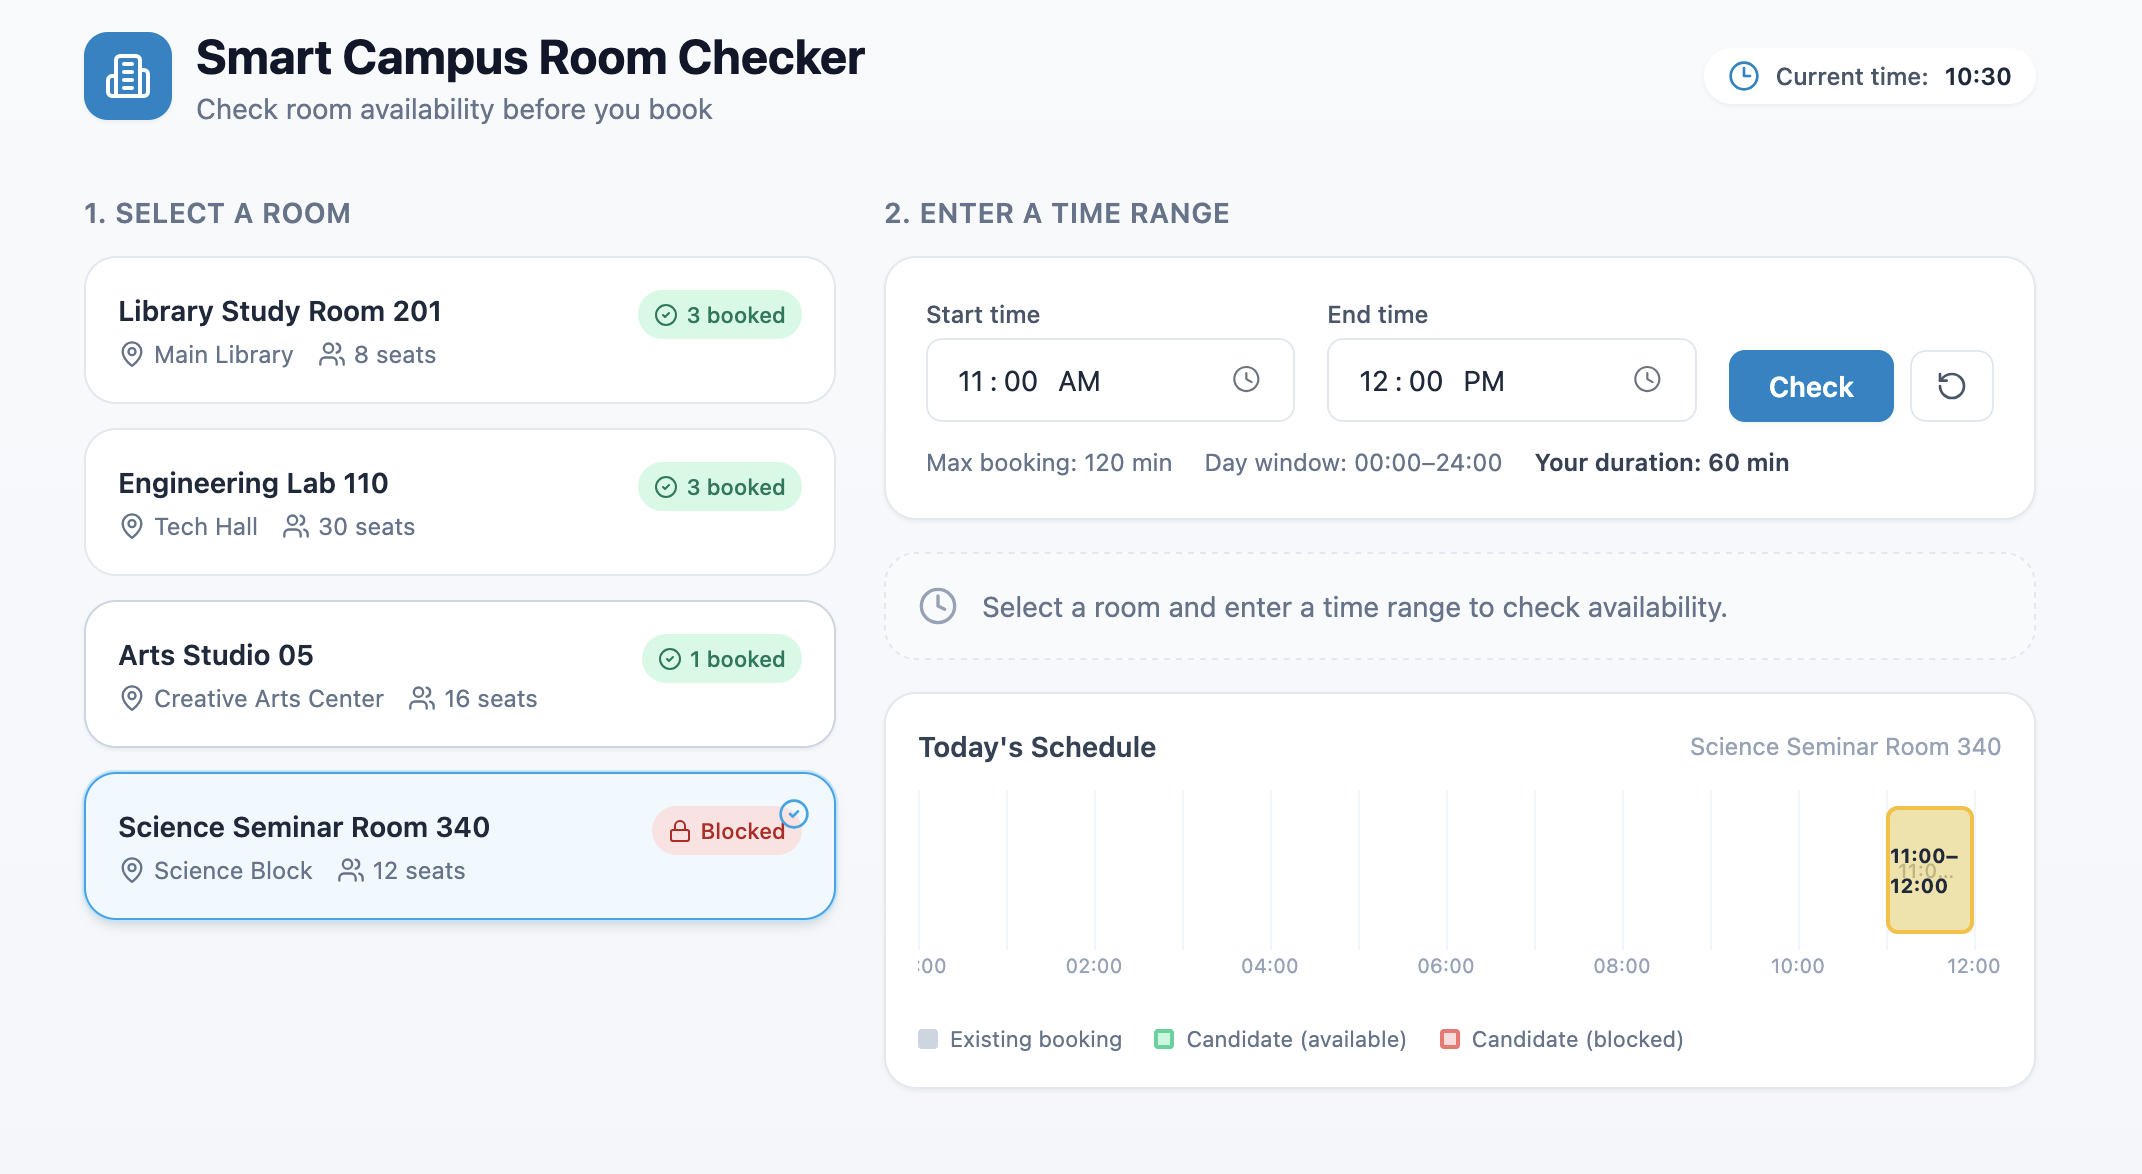 Smart Campus Room Checker
Check room availability before you book
Current time: 10:30
1. SELECT A ROOM
Library Study Room 201
3 booked
Main Library 8 seats
Engineering Lab 110
3 booked
Tech Hall 30 seats
Arts Studio 05
1 booked
Creative Arts Center 16 seats
Science Seminar Room 340
Blocked
Science Block 12 seats
2. ENTER A TIME RANGE
Start time
End time
11:00 AM
12:00 PM
Check
Max booking: 120 min Day window: 00:00–24:00 Your duration: 60 min
Select a room and enter a time range to check availability.
Today's Schedule
Science Seminar Room 340
11:00–
11:0...
12:00
:00 02:00 04:00 06:00 08:00 10:00 12:00
Existing booking Candidate (available) Candidate (blocked)